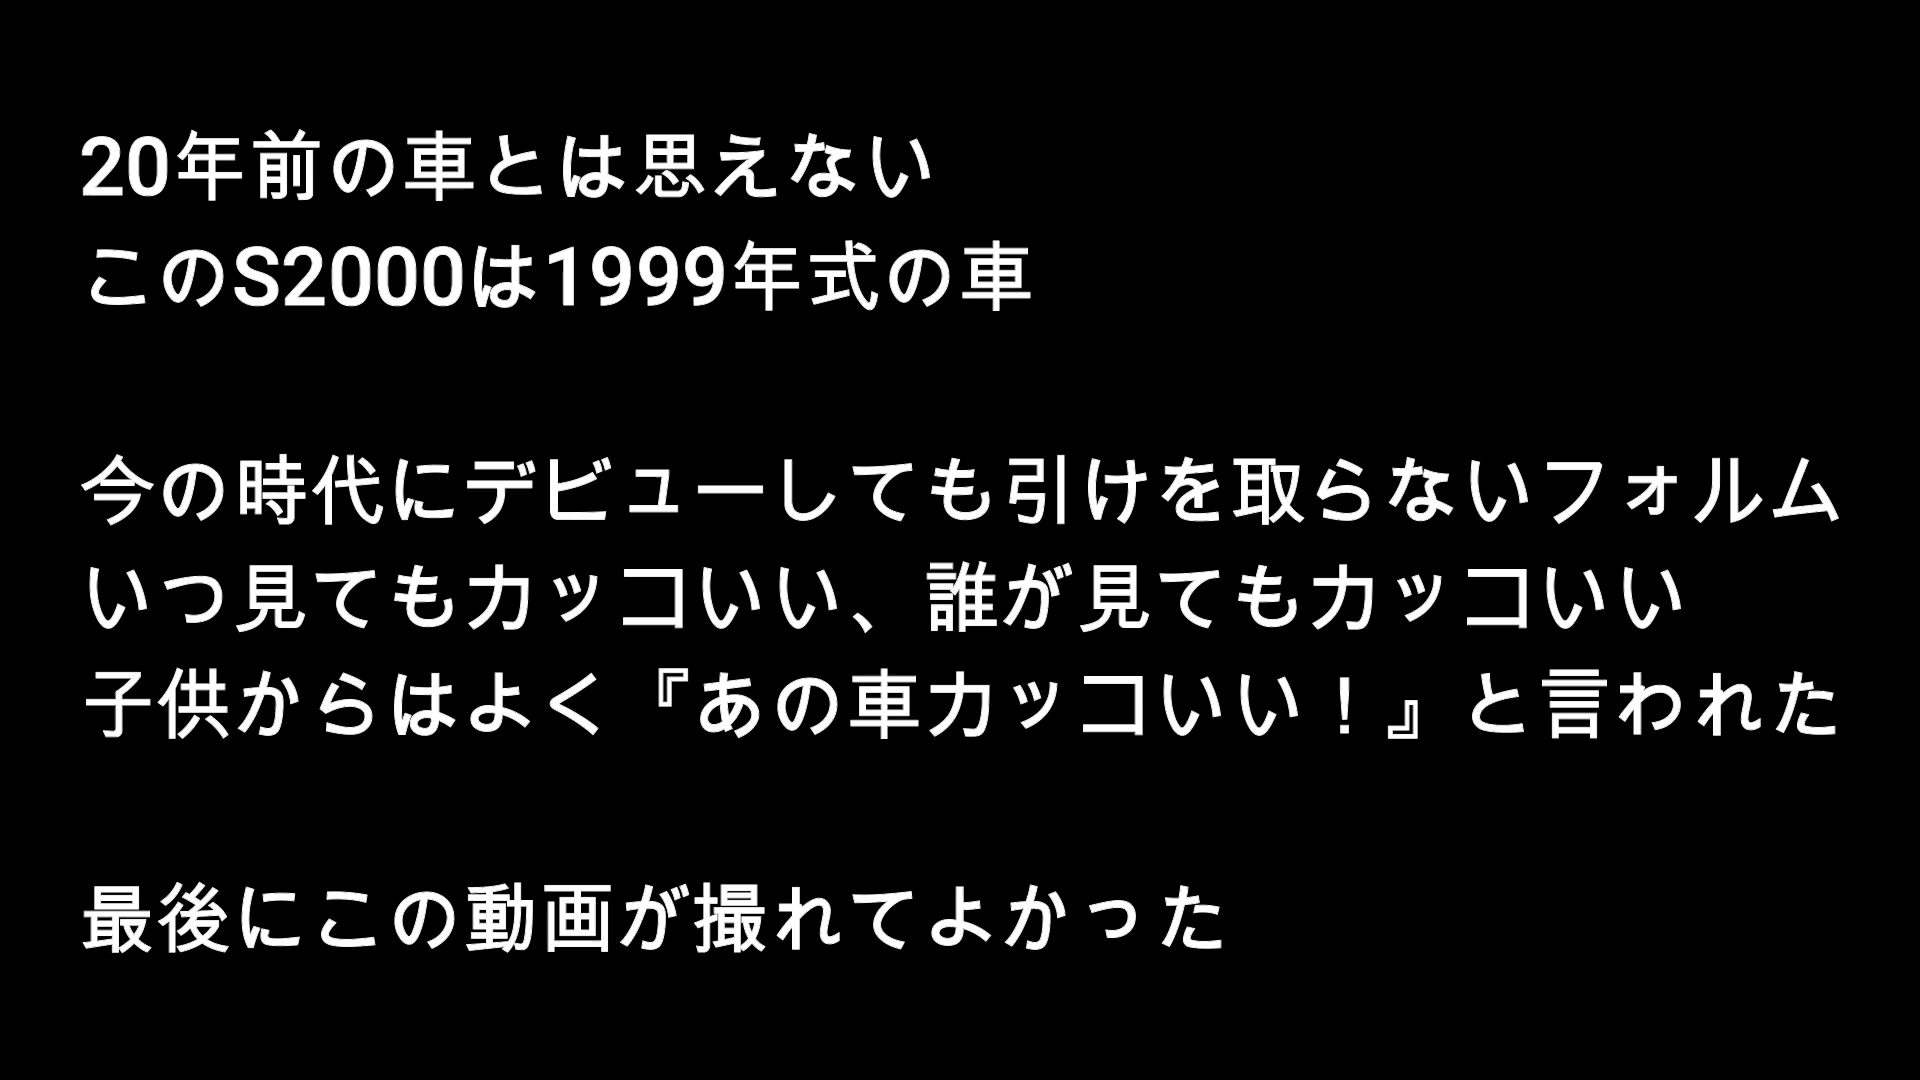 20年前の車とは思えない
このS2000は1999年式の車
今の時代にデビューしても引けを取らないフォルム
いつ見てもカッコいい、誰が見てもカッコいい
子供からはよく『あの車カッコいい！』と言われた
最後にこの動画が撮れてよかった